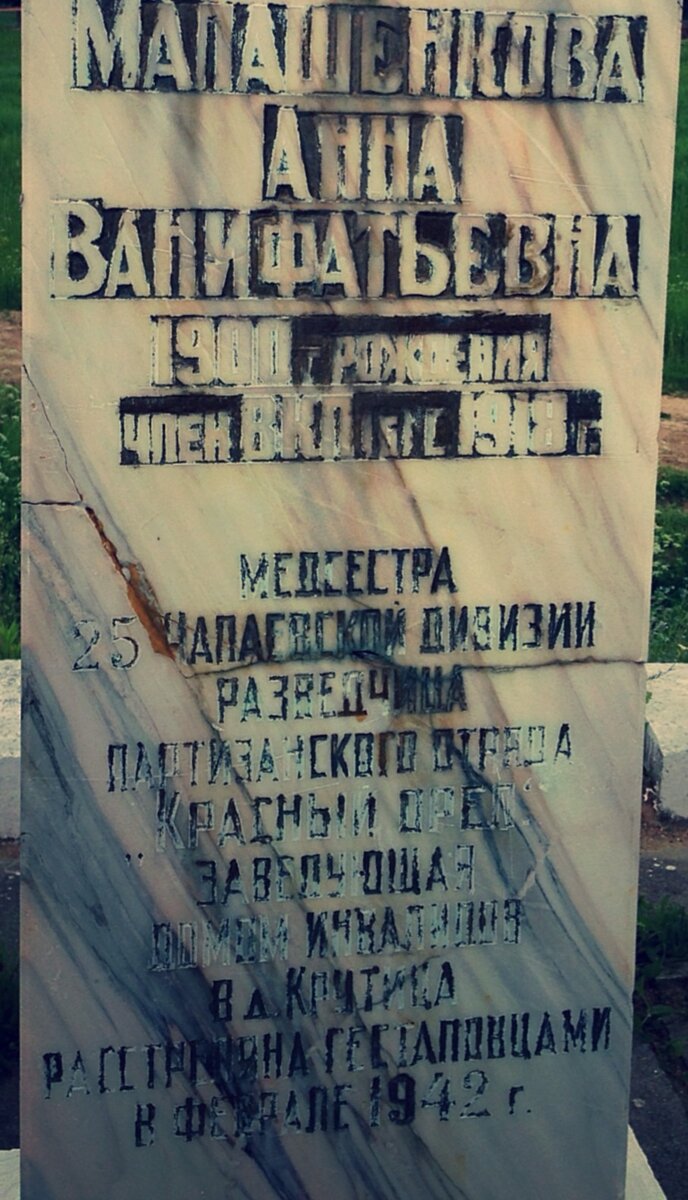 МАЛАШЕНКОВА
АННА
ВАНИФАТЬЕВНА
1900 г РОЖДЕНИЯ
ЧЛЕН ВКП(б) С 1918 г.
МЕДСЕСТРА
25 ЧАПАЕВСКОЙ ДИВИЗИИ
РАЗВЕДЧИЦА
ПАРТИЗАНСКОГО ОТРЯДА
"КРАСНЫЙ ОРЕЛ"
ЗАВЕДУЮЩАЯ
ДОМОМ ИНВАЛИДОВ
В Д. КРУТИЦА
РАССТРЕЛЯНА ГЕСТАПОВЦАМИ
В ФЕВРАЛЕ 1942 г.